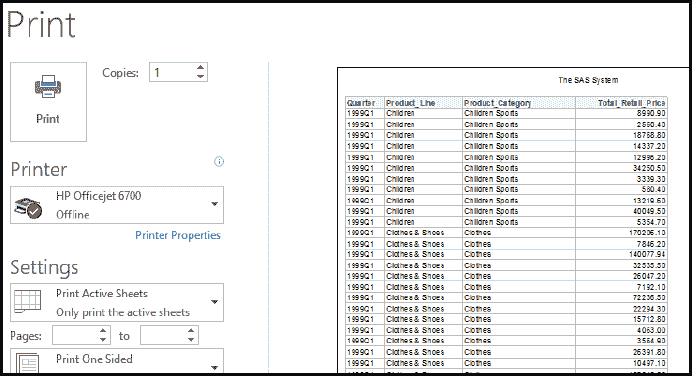 Print
Copies: 1
Print
Printer
HP Officejet 6700
Offline
Printer Properties
Settings
Print Active Sheets
Only print the active sheets
Pages: to
Print One Sided
The SAS System
Quarter Product_Line Product_Category Total_Retail_Price
1999Q1 Children Children Sports 8990.90
1999Q1 Children Children Sports 2560.40
1999Q1 Children Children Sports 18768.80
1999Q1 Children Children Sports 14337.20
1999Q1 Children Children Sports 12996.20
1999Q1 Children Children Sports 34250.50
1999Q1 Children Children Sports 3339.30
1999Q1 Children Children Sports 580.40
1999Q1 Children Children Sports 13219.60
1999Q1 Children Children Sports 40049.50
1999Q1 Children Children Sports 5354.70
1999Q1 Clothes & Shoes Clothes 170206.10
1999Q1 Clothes & Shoes Clothes 7846.20
1999Q1 Clothes & Shoes Clothes 140077.94
1999Q1 Clothes & Shoes Clothes 32535.50
1999Q1 Clothes & Shoes Clothes 26047.20
1999Q1 Clothes & Shoes Clothes 7192.10
1999Q1 Clothes & Shoes Clothes 72236.50
1999Q1 Clothes & Shoes Clothes 22294.30
1999Q1 Clothes & Shoes Clothes 15712.80
1999Q1 Clothes & Shoes Clothes 4063.00
1999Q1 Clothes & Shoes Clothes 3564.90
1999Q1 Clothes & Shoes Clothes 26391.80
1999Q1 Clothes & Shoes Clothes 10497.10